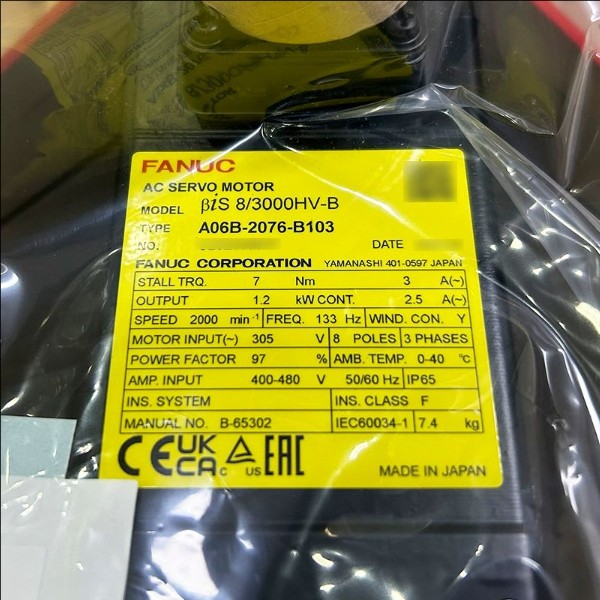 FANUC
AC SERVO MOTOR
MODEL βiS 8/3000HV-B
TYPE A06B-2076-B103
NO.
DATE
FANUC CORPORATION YAMANASHI 401-0597 JAPAN
STALL TRQ. 7 Nm 3 A(~)
OUTPUT 1.2 kW CONT. 2.5 A(~)
SPEED 2000 min⁻¹ FREQ. 133 Hz WIND. CON. Y
MOTOR INPUT(~) 305 V 8 POLES 3 PHASES
POWER FACTOR 97 % AMB. TEMP. 0-40 ℃
AMP. INPUT 400-480 V 50/60 Hz IP65
INS. SYSTEM INS. CLASS F
MANUAL NO. B-65302 IEC60034-1 7.4 kg
CE UK CA C US EAC
MADE IN JAPAN